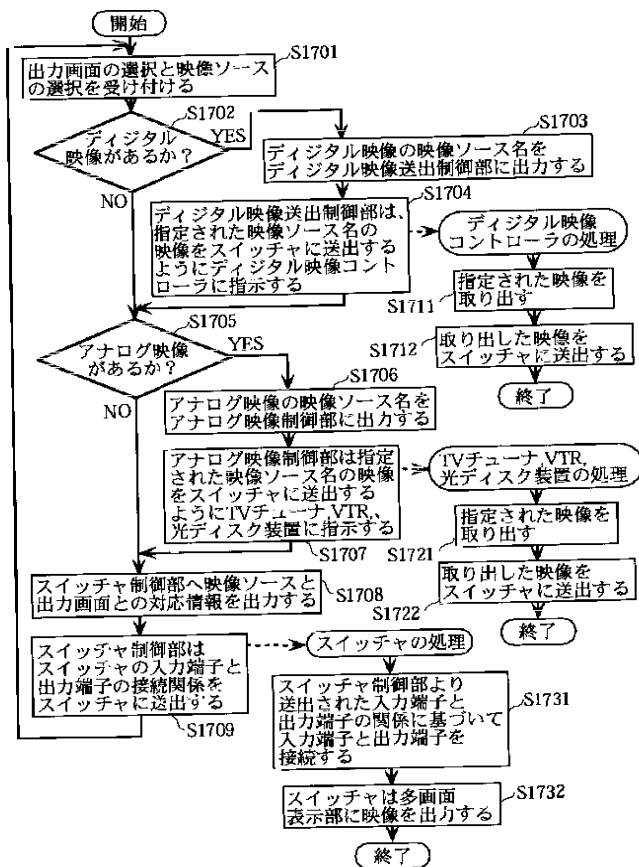 開始
S1701
出力画面の選択と映像ソース
の選択を受け付ける
S1702
ディジタル
映像があるか?
YES
NO
S1703
ディジタル映像の映像ソース名を
ディジタル映像送出制御部に出力する
S1704
ディジタル映像送出制御部は、
指定された映像ソース名の
映像をスイッチャに送出する
ようにディジタル映像コント
ローラに指示する
ディジタル映像
コントローラの処理
S1711
指定された映像を
取り出す
S1712
取り出した映像を
スイッチャに送出する
終了
S1705
アナログ映像
があるか?
YES
NO
S1706
アナログ映像の映像ソース名を
アナログ映像制御部に出力する
アナログ映像制御部は指定
された映像ソース名の映像
をスイッチャに送出する
ようにTVチューナ,VTR、
光ディスク装置に指示する
S1707
TVチューナ,VTR、
光ディスク装置の処理
指定された映像を
取り出す
S1721
取り出した映像を
スイッチャに送出する
S1722
終了
スイッチャ制御部へ映像ソースと
出力画面との対応情報を出力する
S1708
スイッチャ制御部は
スイッチャの入力端子と
出力端子の接続関係を
スイッチャに送出する
S1709
スイッチャの処理
スイッチャ制御部より
送出された入力端子と
出力端子の関係に基づいて
入力端子と出力端子を
接続する
S1731
スイッチャは多画面
表示部に映像を出力する
S1732
終了